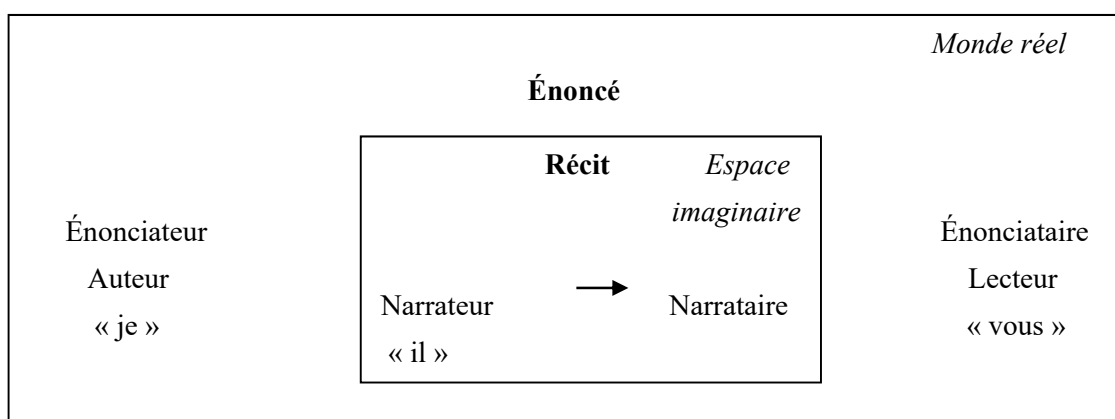 Monde réel
Énoncé
Récit Espace
imaginaire
Énonciateur
Auteur
« je »
Narrateur
« il »
Narrataire
Énonciataire
Lecteur
« vous »